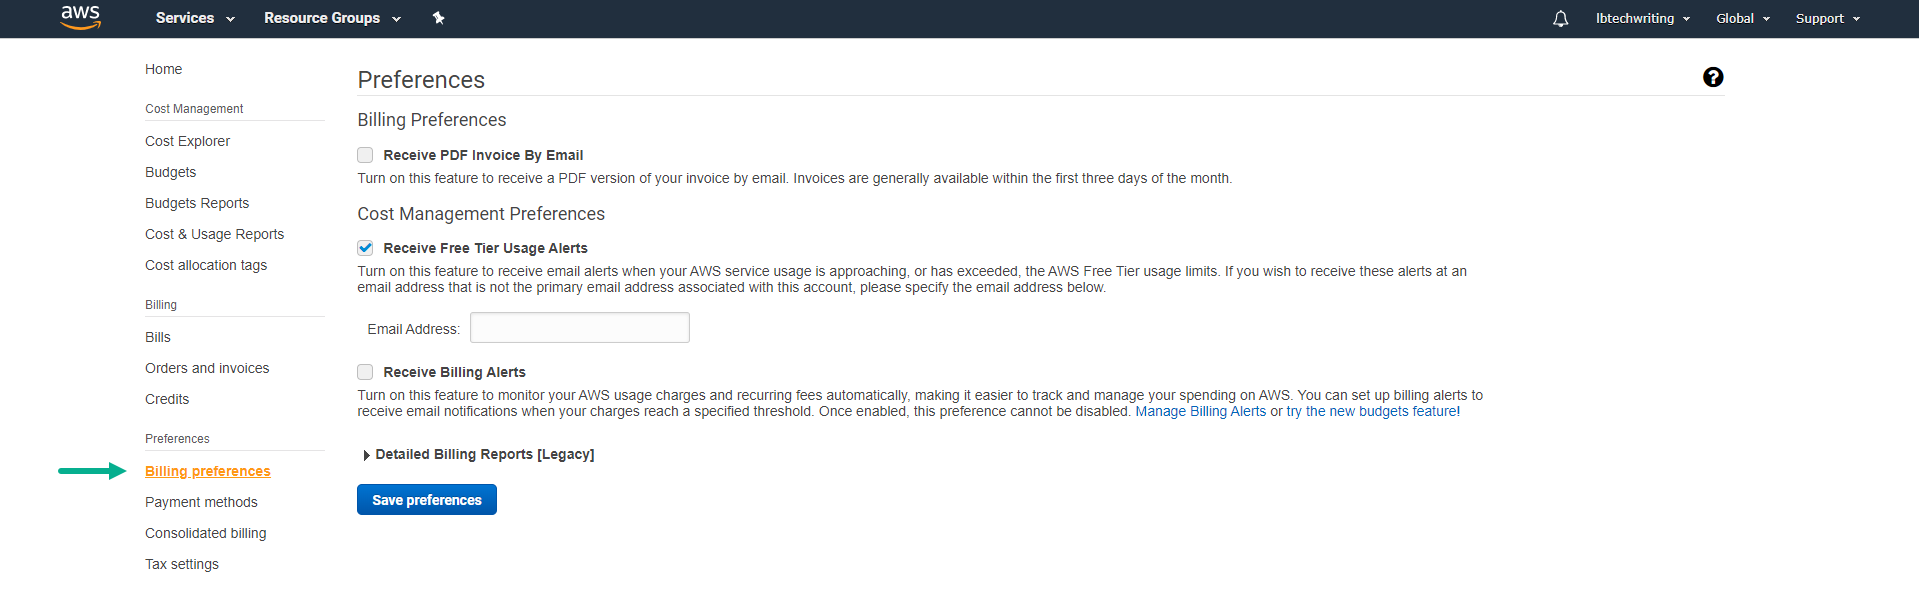 aws Services Resource Groups lbtechwriting Global Support
Home
Cost Management
Cost Explorer
Budgets
Budgets Reports
Cost & Usage Reports
Cost allocation tags
Billing
Bills
Orders and invoices
Credits
Preferences
Billing preferences
Payment methods
Consolidated billing
Tax settings
Preferences ?
Billing Preferences
Receive PDF Invoice By Email
Turn on this feature to receive a PDF version of your invoice by email. Invoices are generally available within the first three days of the month.
Cost Management Preferences
Receive Free Tier Usage Alerts
Turn on this feature to receive email alerts when your AWS service usage is approaching, or has exceeded, the AWS Free Tier usage limits. If you wish to receive these alerts at an
email address that is not the primary email address associated with this account, please specify the email address below.
Email Address:
Receive Billing Alerts
Turn on this feature to monitor your AWS usage charges and recurring fees automatically, making it easier to track and manage your spending on AWS. You can set up billing alerts to
receive email notifications when your charges reach a specified threshold. Once enabled, this preference cannot be disabled. Manage Billing Alerts or try the new budgets feature!
Detailed Billing Reports [Legacy]
Save preferences